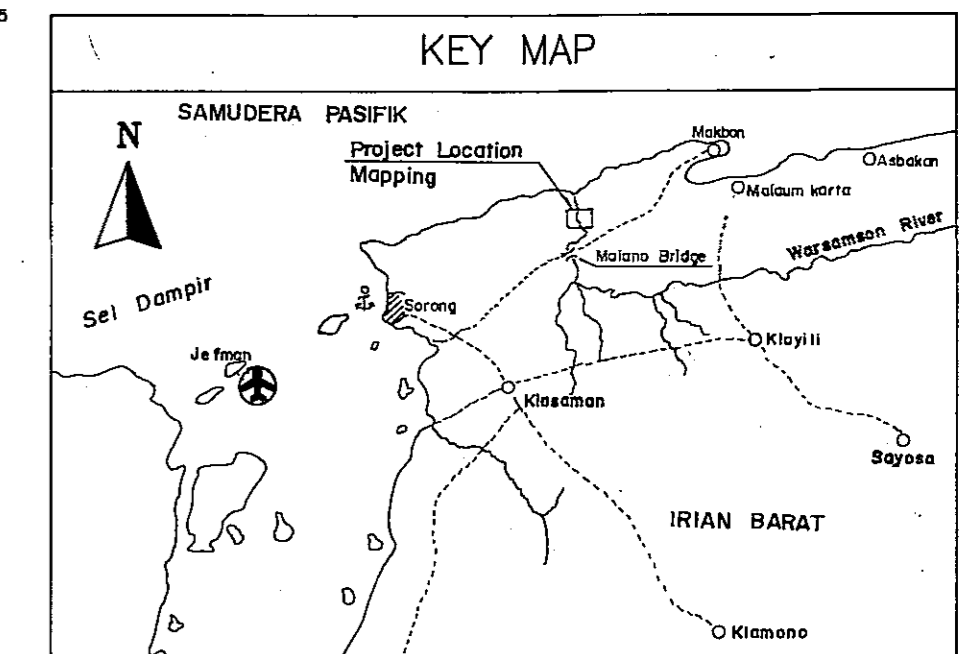 5
KEY MAP
SAMUDERA PASIFIK
N
Project Location
Mapping
Makbon
Asbakan
Malaum karta
Warsamson River
Malano Bridge
Sel Dampir
Sorong
Jefman
Klayili
Klasaman
Sayosa
IRIAN BARAT
Klamono